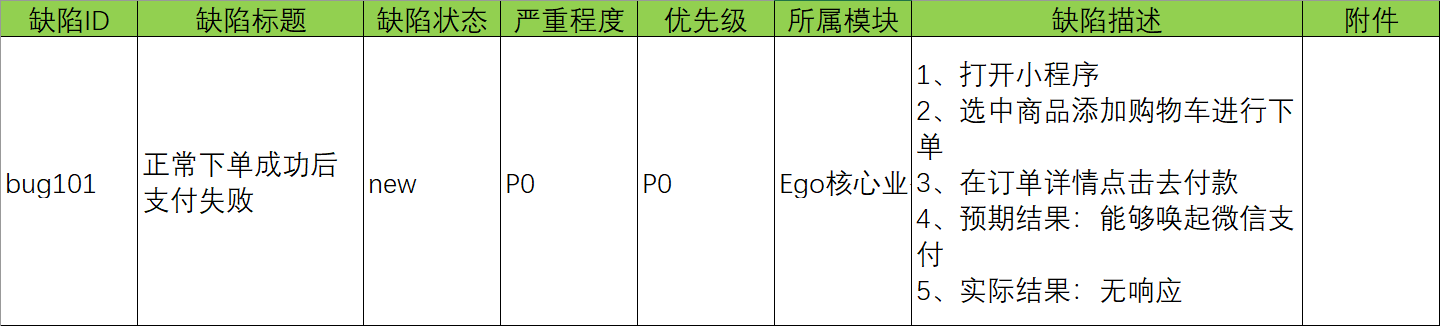 缺陷ID 缺陷标题 缺陷状态 严重程度 优先级 所属模块 缺陷描述 附件
bug101
正常下单成功后
支付失败
new
P0
P0
Ego核心业
1、打开小程序
2、选中商品添加购物车进行下
单
3、在订单详情点击去付款
4、预期结果：能够唤起微信支
付
5、实际结果：无响应